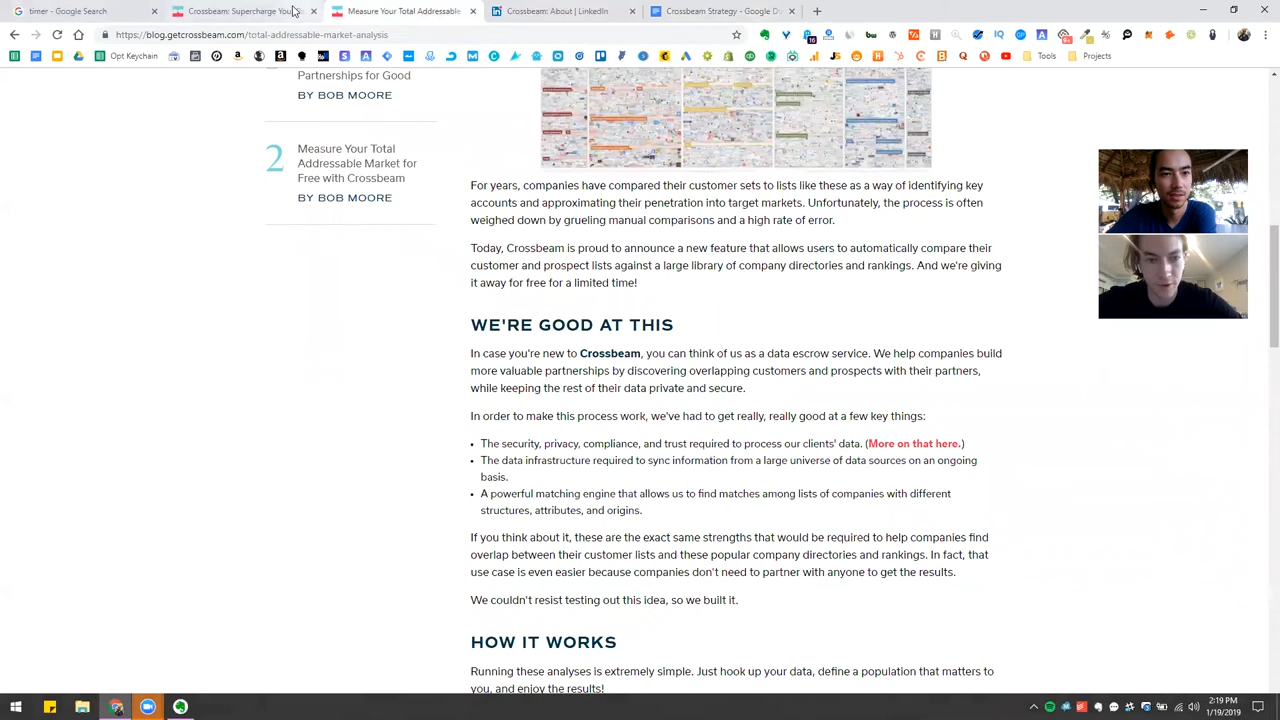 timer - Google Search
Crossbeam: Supercharge You
Measure Your Total Addressable
Crossbeam: About | LinkedIn
Crossbeam Strategy - Google D
https://blog.getcrossbeam.com/total-addressable-market-analysis
Opt Keychain
Tools
Projects
Partnerships for Good
BY BOB MOORE
2
Measure Your Total
Addressable Market for
Free with Crossbeam
BY BOB MOORE
For years, companies have compared their customer sets to lists like these as a way of identifying key
accounts and approximating their penetration into target markets. Unfortunately, the process is often
weighed down by grueling manual comparisons and a high rate of error.
Today, Crossbeam is proud to announce a new feature that allows users to automatically compare their
customer and prospect lists against a large library of company directories and rankings. And we're giving
it away for free for a limited time!
WE'RE GOOD AT THIS
In case you're new to Crossbeam, you can think of us as a data escrow service. We help companies build
more valuable partnerships by discovering overlapping customers and prospects with their partners,
while keeping the rest of their data private and secure.
In order to make this process work, we've had to get really, really good at a few key things:
• The security, privacy, compliance, and trust required to process our clients' data. (More on that here.)
• The data infrastructure required to sync information from a large universe of data sources on an ongoing
basis.
• A powerful matching engine that allows us to find matches among lists of companies with different
structures, attributes, and origins.
If you think about it, these are the exact same strengths that would be required to help companies find
overlap between their customer lists and these popular company directories and rankings. In fact, that
use case is even easier because companies don't need to partner with anyone to get the results.
We couldn't resist testing out this idea, so we built it.
HOW IT WORKS
Running these analyses is extremely simple. Just hook up your data, define a population that matters to
you, and enjoy the results!
2:19 PM
1/19/2019